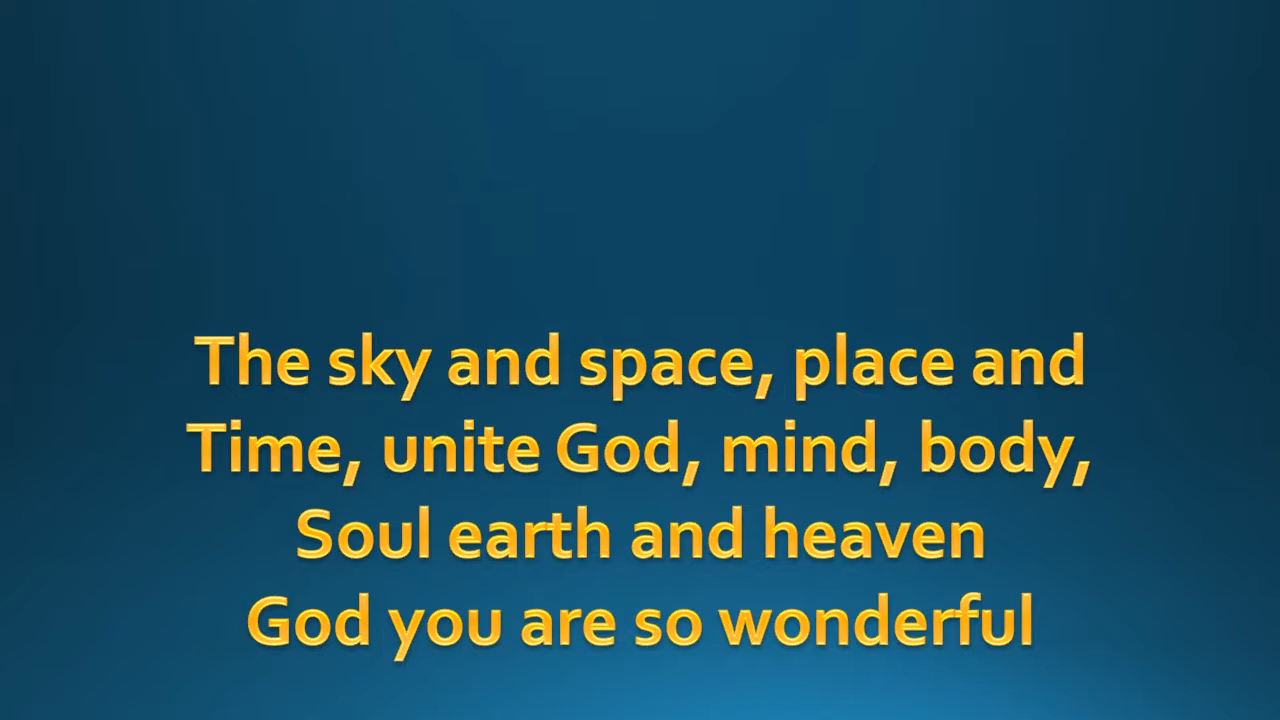 The sky and space, place and
Time, unite God, mind, body,
Soul earth and heaven
God you are so wonderful